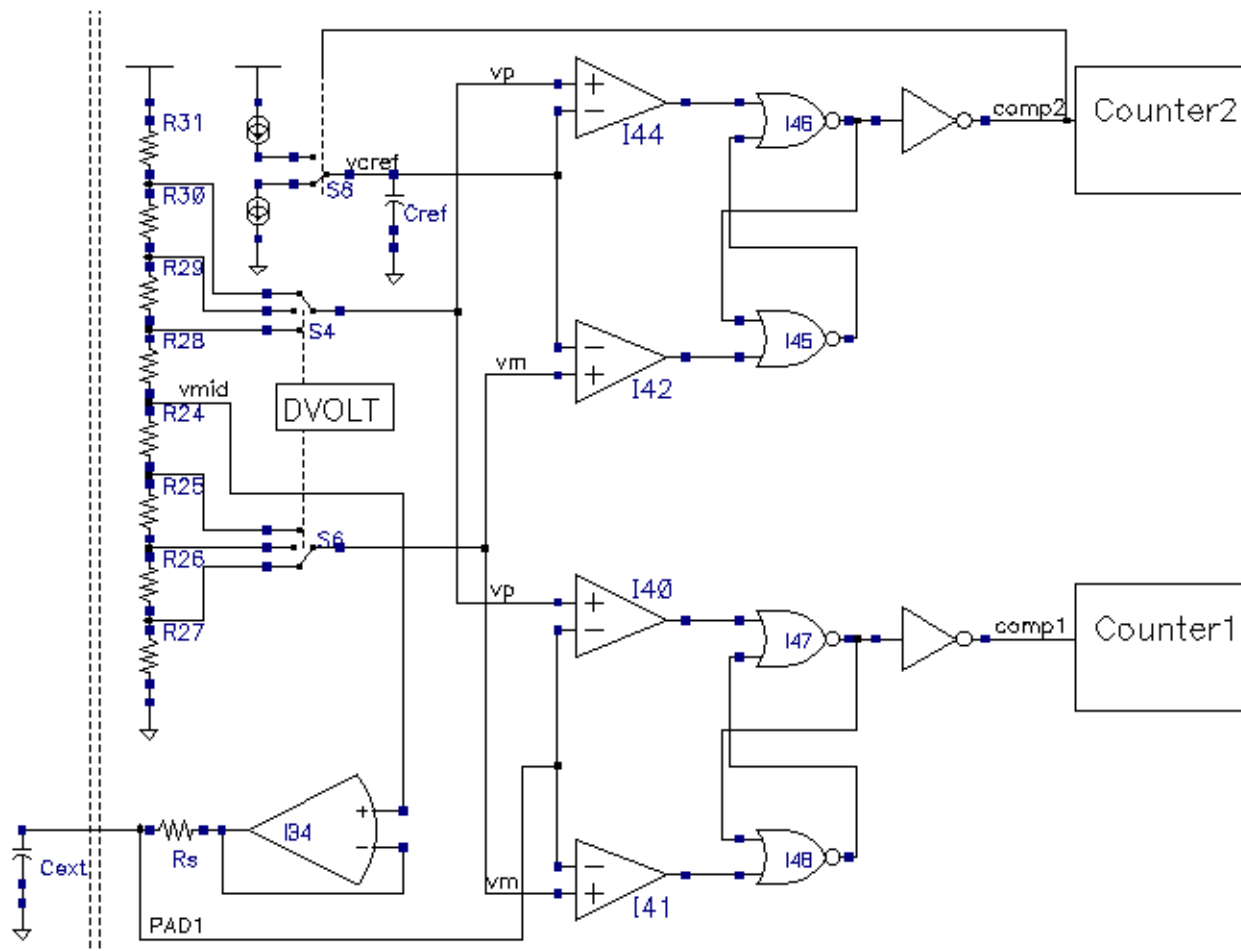 vp
+
−
I44
R31
R30
vcref
S8
Cref
I46
comp2
Counter2
R29
S4
R28
vm
−
+
I42
I45
vmid
R24
DVOLT
R25
S6
R26
R27
vp
+
−
I40
I47
comp1
Counter1
+
−
I34
Rs
Cext
PAD1
vm
−
+
I41
I48